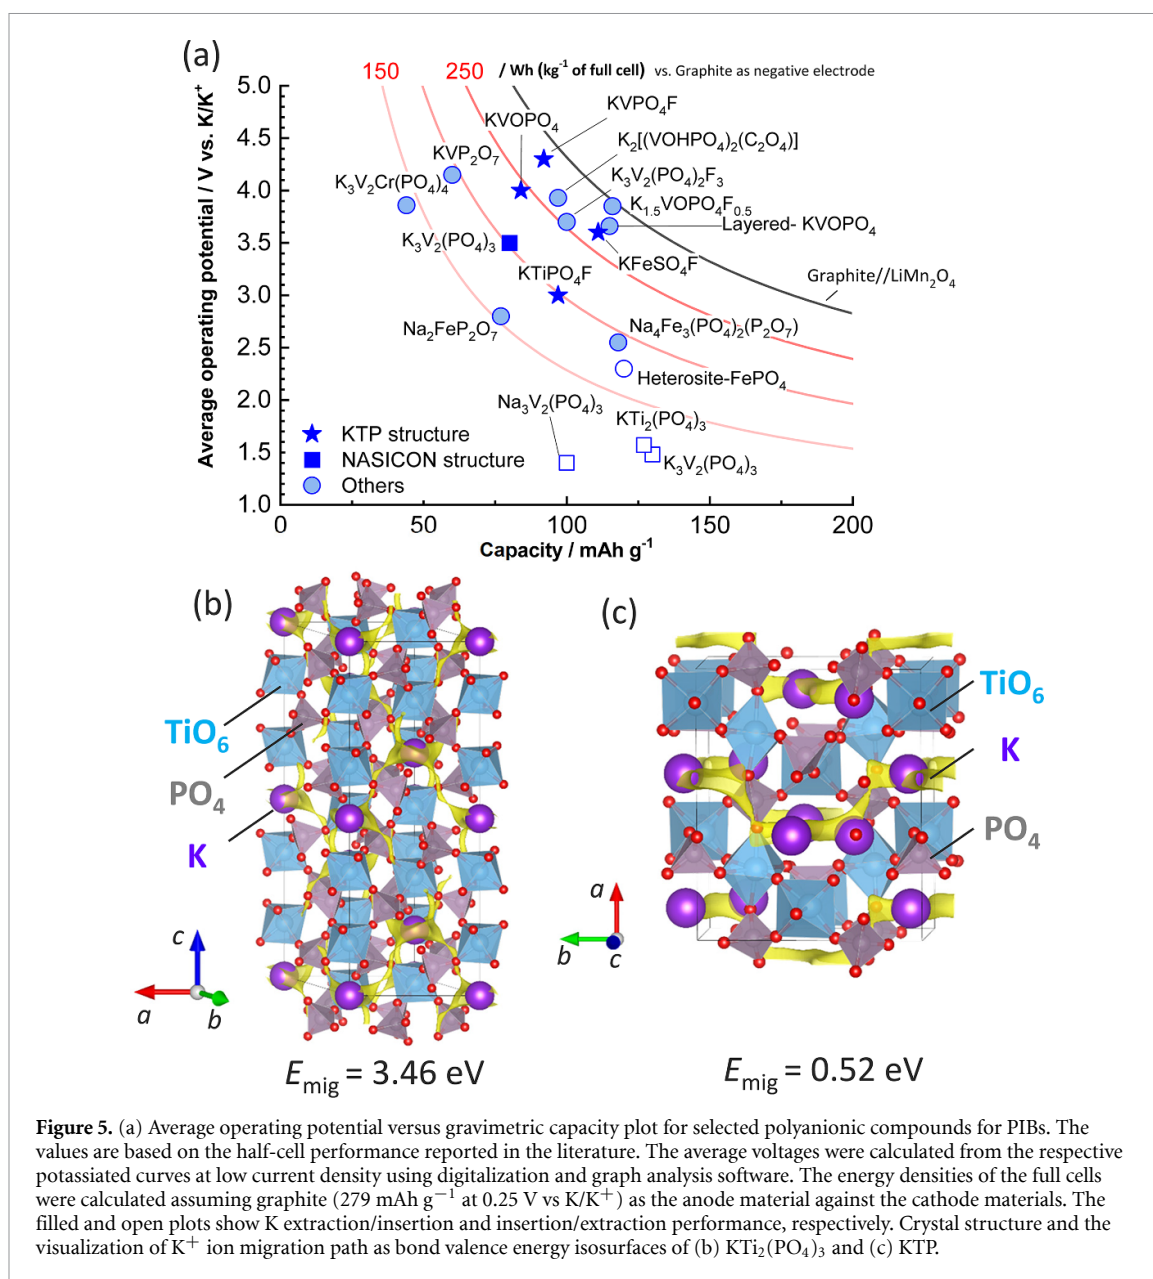 (a)
150 250 / Wh (kg⁻¹ of full cell) vs. Graphite as negative electrode
Average operating potential / V vs. K/K⁺
5.0
4.5
4.0
3.5
3.0
2.5
2.0
1.5
1.0
KVPO₄F
KVOPO₄
K₂[(VOHPO₄)₂(C₂O₄)]
KVP₂O₇
K₃V₂(PO₄)₂F₃
K₃V₂Cr(PO₄)₄
K₁.₅VOPO₄F₀.₅
Layered- KVOPO₄
K₃V₂(PO₄)₃
KFeSO₄F
KTiPO₄F
Graphite//LiMn₂O₄
Na₂FeP₂O₇
Na₄Fe₃(PO₄)₂(P₂O₇)
Heterosite-FePO₄
Na₃V₂(PO₄)₃
KTi₂(PO₄)₃
K₃V₂(PO₄)₃
KTP structure
NASICON structure
Others
0 50 100 150 200
Capacity / mAh g⁻¹
(b)
TiO₆
PO₄
K
c
a
b
E_mig = 3.46 eV
(c)
TiO₆
K
PO₄
a
b
c
E_mig = 0.52 eV
Figure 5. (a) Average operating potential versus gravimetric capacity plot for selected polyanionic compounds for PIBs. The
values are based on the half-cell performance reported in the literature. The average voltages were calculated from the respective
potassiated curves at low current density using digitalization and graph analysis software. The energy densities of the full cells
were calculated assuming graphite (279 mAh g⁻¹ at 0.25 V vs K/K⁺) as the anode material against the cathode materials. The
filled and open plots show K extraction/insertion and insertion/extraction performance, respectively. Crystal structure and the
visualization of K⁺ ion migration path as bond valence energy isosurfaces of (b) KTi₂(PO₄)₃ and (c) KTP.